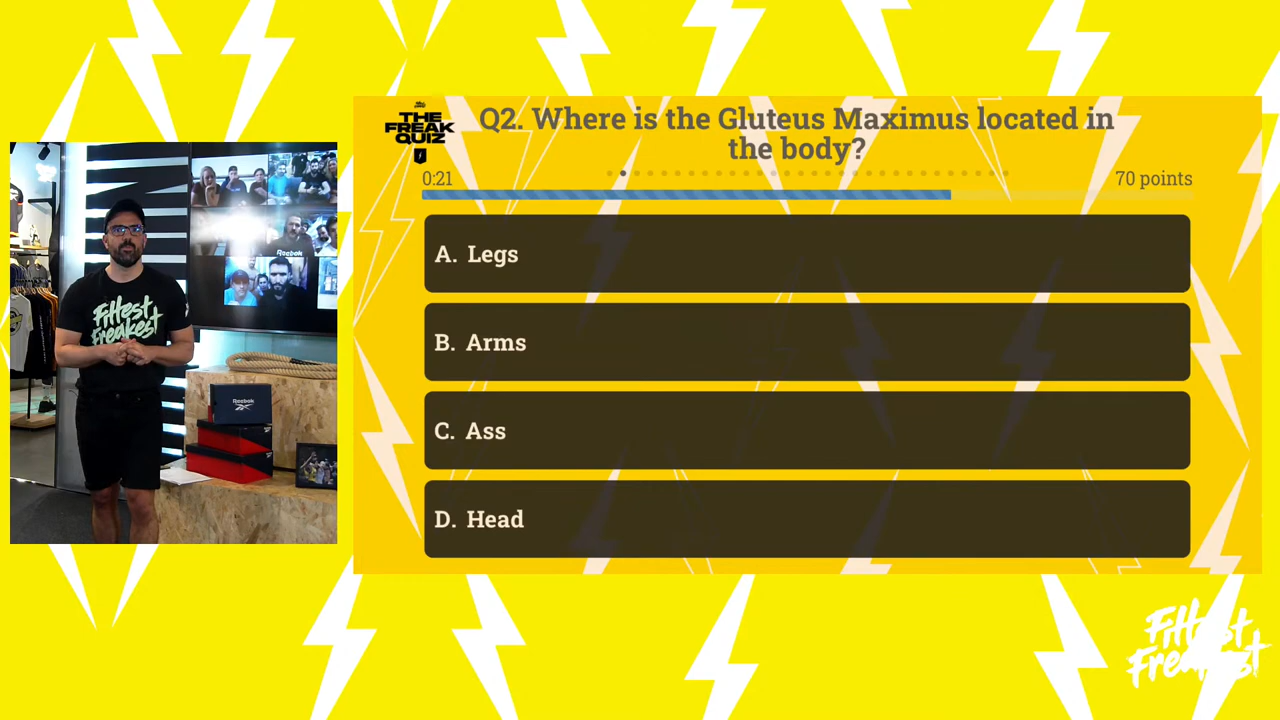 THE
FREAK
QUIZ
Q2. Where is the Gluteus Maximus located in
the body?
0:21
70 points
A. Legs
B. Arms
C. Ass
D. Head
Fittest
Freakest
Reebok
Reebok
Fittest
Freakest